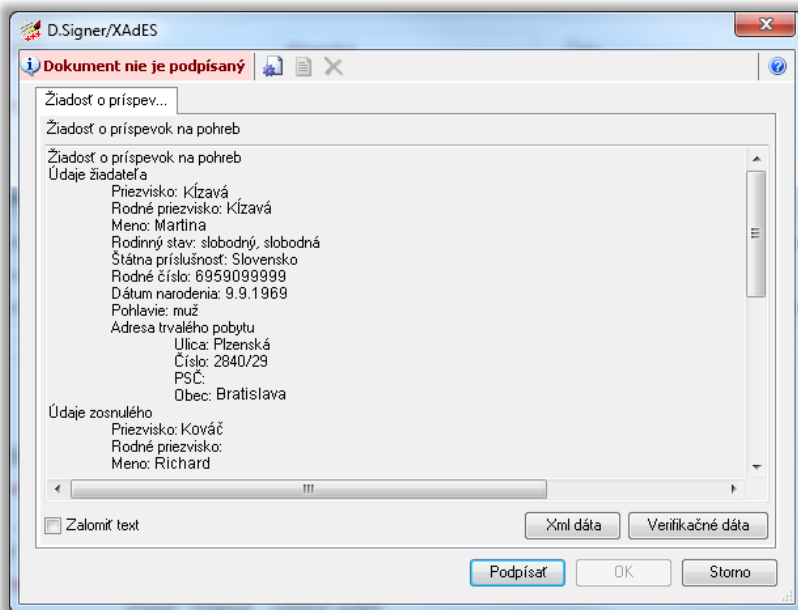 D.Signer/XAdES
Dokument nie je podpísaný
Žiadosť o príspev...
Žiadosť o príspevok na pohreb
Žiadosť o príspevok na pohreb
Údaje žiadateľa
Priezvisko: Kĺzavá
Rodné priezvisko: Kĺzavá
Meno: Martina
Rodinný stav: slobodný, slobodná
Štátna príslušnosť: Slovensko
Rodné číslo: 6959099999
Dátum narodenia: 9.9.1969
Pohlavie: muž
Adresa trvalého pobytu
Ulica: Plzenská
Číslo: 2840/29
PSČ:
Obec: Bratislava
Údaje zosnulého
Priezvisko: Kováč
Rodné priezvisko:
Meno: Richard
Zalomiť text
Xml dáta
Verifikačné dáta
Podpísať
OK
Storno